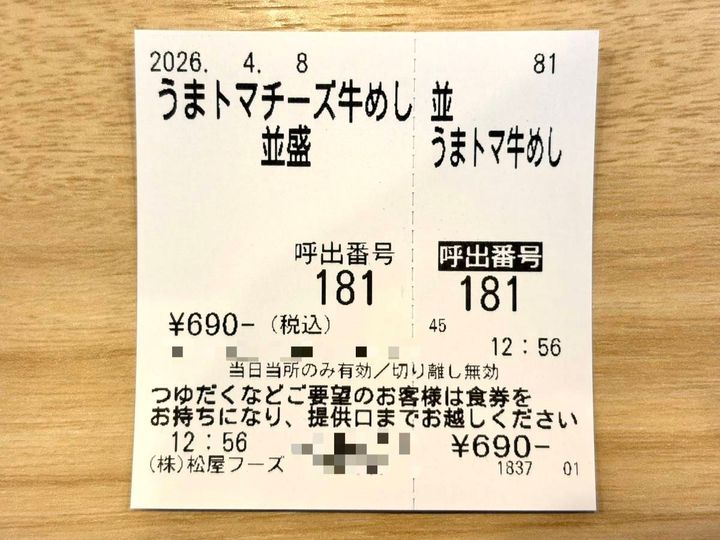 2026. 4. 8
81
うまトマチーズ牛めし
並盛
並
うまトマ牛めし
呼出番号
181
呼出番号
181
¥690- (税込)
45
12:56
当日当所のみ有効/切り離し無効
つゆだくなどご要望のお客様は食券を
お持ちになり、提供口までお越しください
12:56
¥690-
(株)松屋フーズ
1837 01